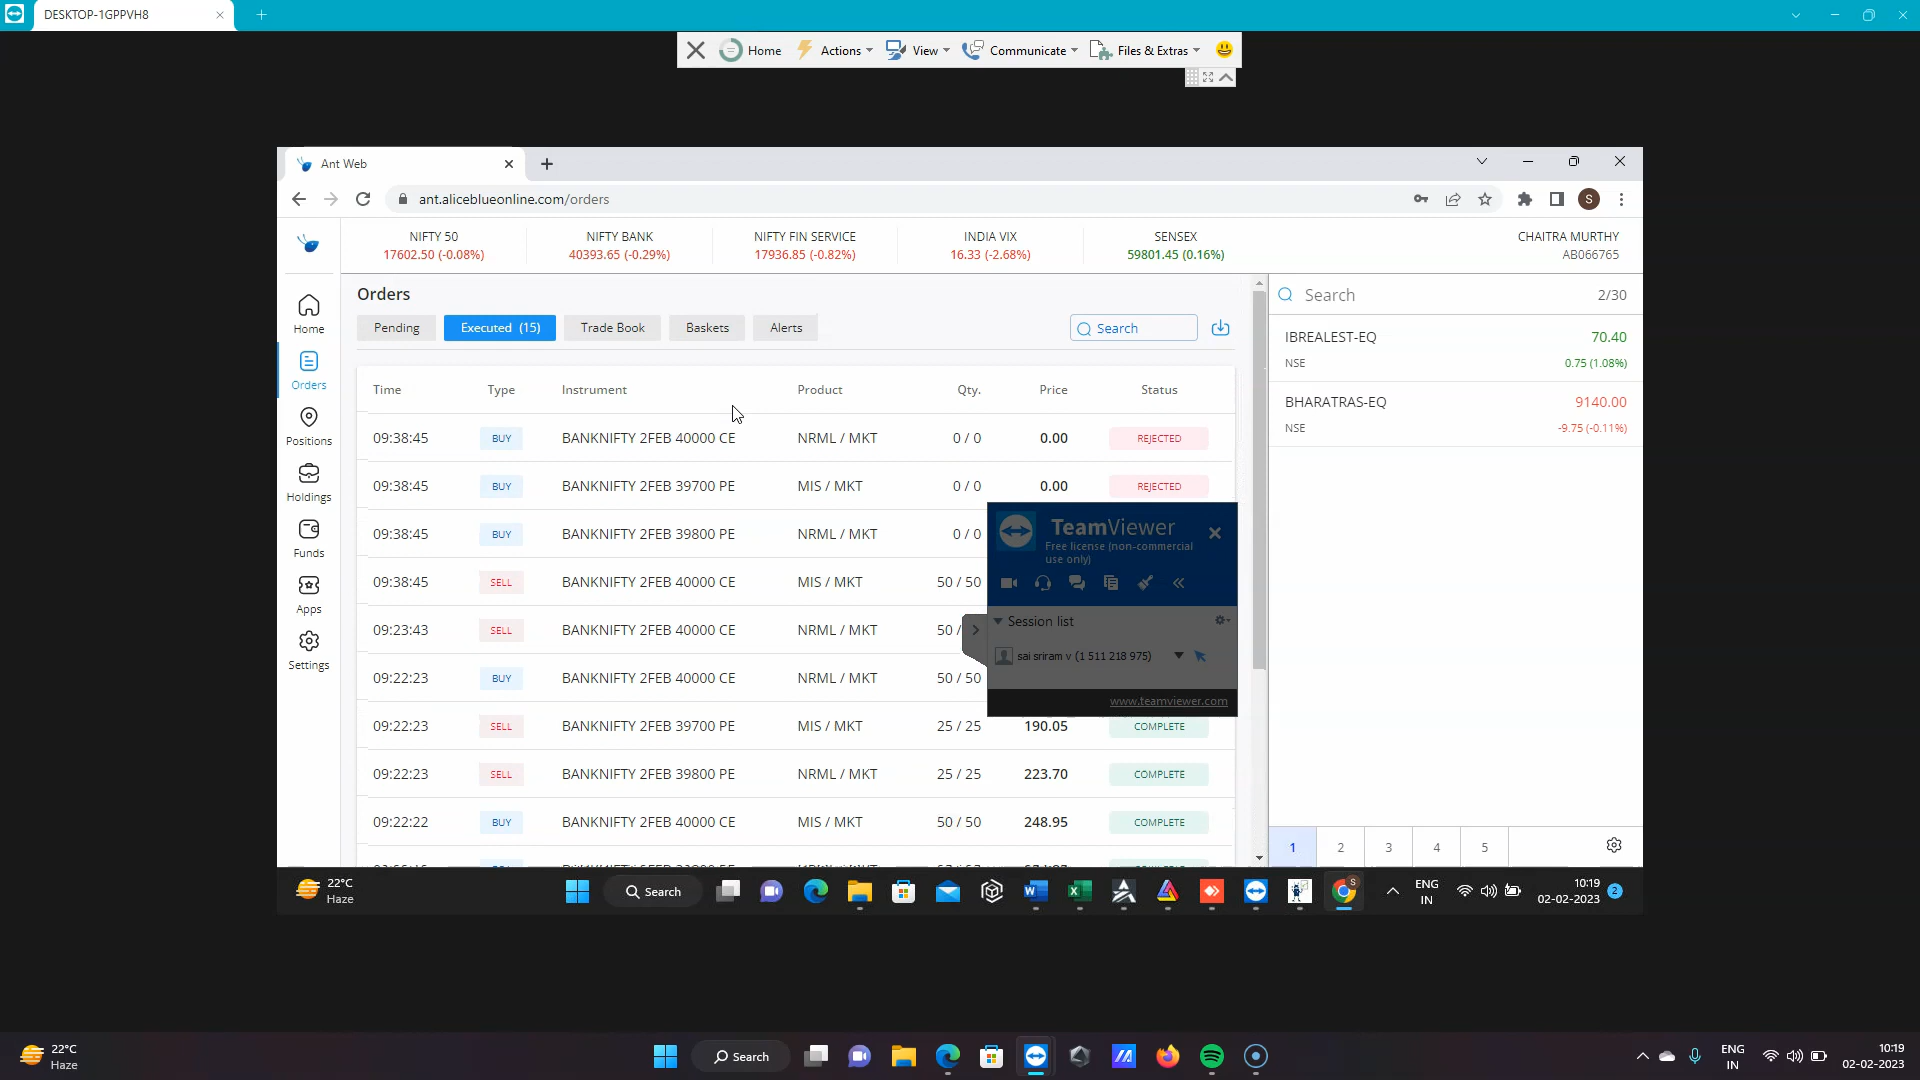 DESKTOP-1GPPVH8
Home
Actions
View
Communicate
Files & Extras
Ant Web
ant.aliceblueonline.com/orders
S
NIFTY 50
17602.50 (-0.08%)
NIFTY BANK
40393.65 (-0.29%)
NIFTY FIN SERVICE
17936.85 (-0.82%)
INDIA VIX
16.33 (-2.68%)
SENSEX
59801.45 (0.16%)
CHAITRA MURTHY
AB066765
Home
Orders
Positions
Holdings
Funds
Apps
Settings
Orders
Pending
Executed (15)
Trade Book
Baskets
Alerts
Search
Time Type Instrument Product Qty. Price Status
09:38:45 BUY BANKNIFTY 2FEB 40000 CE NRML / MKT 0 / 0 0.00 REJECTED
09:38:45 BUY BANKNIFTY 2FEB 39700 PE MIS / MKT 0 / 0 0.00 REJECTED
09:38:45 BUY BANKNIFTY 2FEB 39800 PE NRML / MKT 0 / 0
09:38:45 SELL BANKNIFTY 2FEB 40000 CE MIS / MKT 50 / 50
09:23:43 SELL BANKNIFTY 2FEB 40000 CE NRML / MKT 50 /
09:22:23 BUY BANKNIFTY 2FEB 40000 CE NRML / MKT 50 / 50
09:22:23 SELL BANKNIFTY 2FEB 39700 PE MIS / MKT 25 / 25 190.05 COMPLETE
09:22:23 SELL BANKNIFTY 2FEB 39800 PE NRML / MKT 25 / 25 223.70 COMPLETE
09:22:22 BUY BANKNIFTY 2FEB 40000 CE MIS / MKT 50 / 50 248.95 COMPLETE
TeamViewer
Free license (non-commercial
use only)
Session list
sai sriram v (1 511 218 975)
www.teamviewer.com
Search 2/30
IBREALEST-EQ 70.40
NSE 0.75 (1.08%)
BHARATRAS-EQ 9140.00
NSE -9.75 (-0.11%)
1 2 3 4 5
22°C
Haze
Search
S
ENG
IN
10:19
02-02-2023
2
22°C
Haze
Search
ENG
IN
10:19
02-02-2023